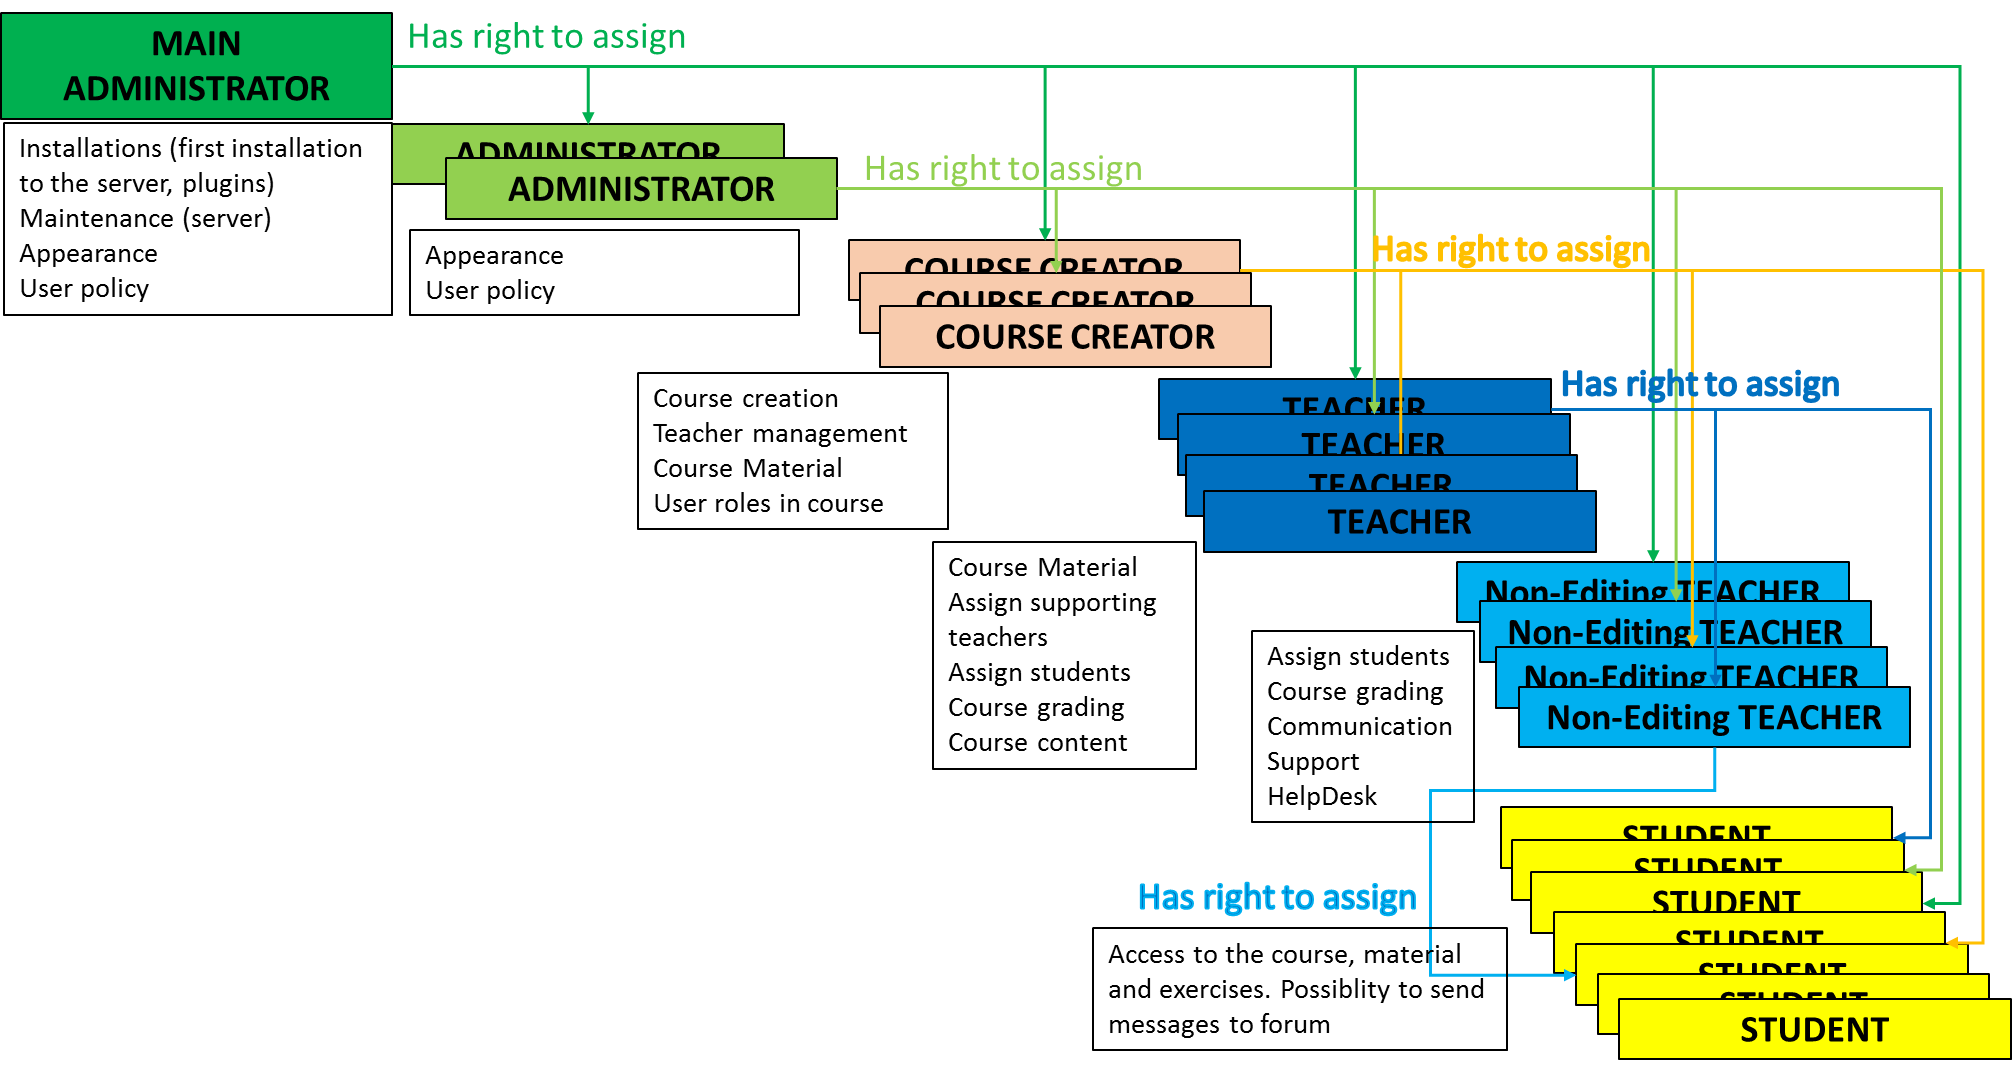 MAIN
ADMINISTRATOR
Has right to assign
Installations (first installation
to the server, plugins)
Maintenance (server)
Appearance
User policy
ADMINISTRATOR
ADMINISTRATOR
Has right to assign
Appearance
User policy
COURSE CREATOR
COURSE CREATOR
COURSE CREATOR
Has right to assign
Course creation
Teacher management
Course Material
User roles in course
TEACHER
TEACHER
TEACHER
TEACHER
Has right to assign
Course Material
Assign supporting
teachers
Assign students
Course grading
Course content
Non-Editing TEACHER
Non-Editing TEACHER
Non-Editing TEACHER
Non-Editing TEACHER
Assign students
Course grading
Communication
Support
HelpDesk
STUDENT
STUDENT
STUDENT
STUDENT
STUDENT
STUDENT
STUDENT
Has right to assign
Access to the course, material
and exercises. Possiblity to send
messages to forum